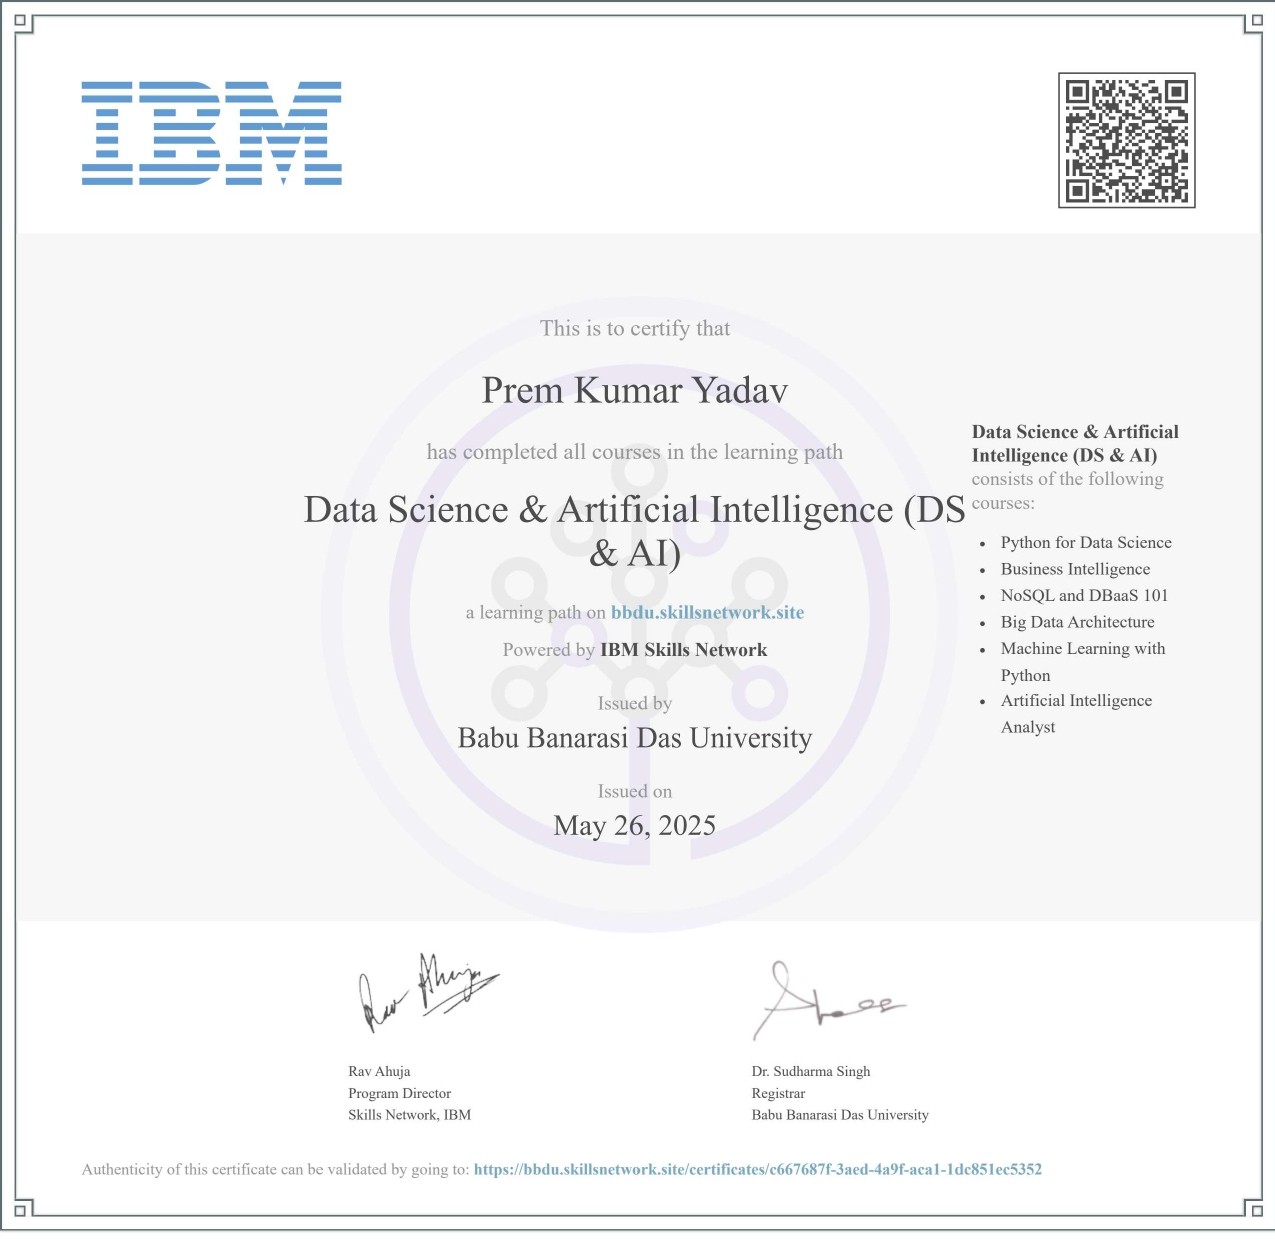 IBM
This is to certify that
Prem Kumar Yadav
has completed all courses in the learning path
Data Science & Artificial Intelligence (DS
& AI)
a learning path on bbdu.skillsnetwork.site
Powered by IBM Skills Network
Issued by
Babu Banarasi Das University
Issued on
May 26, 2025
Data Science & Artificial
Intelligence (DS & AI)
consists of the following
courses:
• Python for Data Science
• Business Intelligence
• NoSQL and DBaaS 101
• Big Data Architecture
• Machine Learning with
Python
• Artificial Intelligence
Analyst
Rav Ahuja
Rav Ahuja
Program Director
Skills Network, IBM
Dr. Sudharma Singh
Registrar
Babu Banarasi Das University
Authenticity of this certificate can be validated by going to: https://bbdu.skillsnetwork.site/certificates/c667687f-3aed-4a9f-aca1-1dc851ec5352